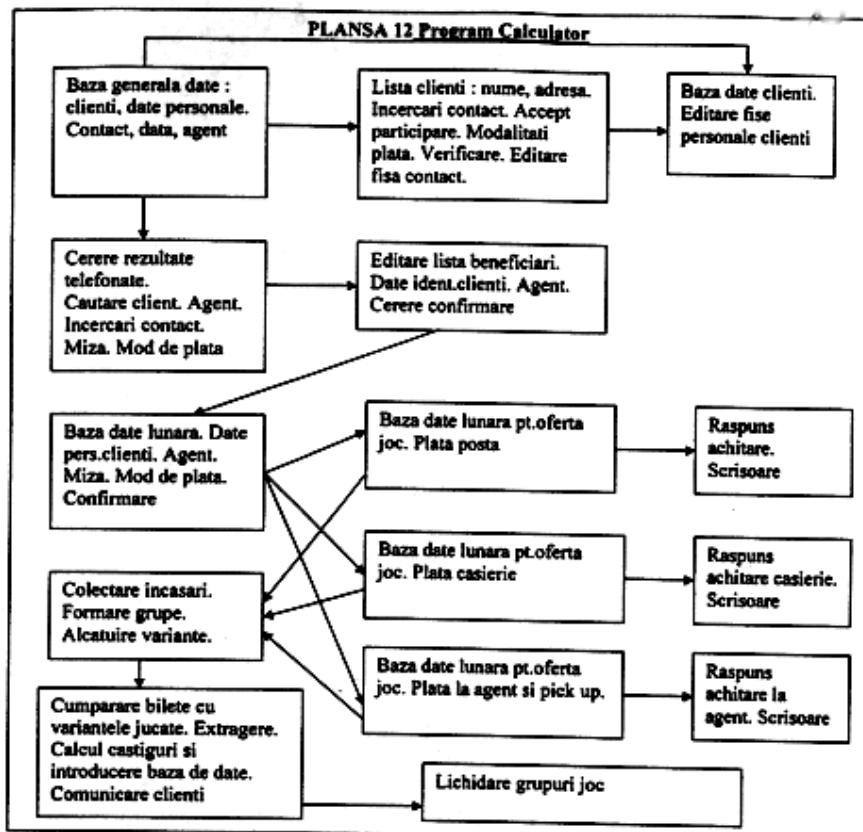 PLANSA 12 Program Calculator
Baza generala date :
clienti, date personale.
Contact, data, agent
Lista clienti : nume, adresa.
Incercari contact. Accept
participare. Modalitati
plata. Verificare. Editare
fisa contact.
Baza date clienti.
Editare fise
personale clienti
Cerere rezultate
telefonate.
Cautare client. Agent.
Incercari contact.
Miza. Mod de plata
Editare lista beneficiari.
Date ident.clienti. Agent.
Cerere confirmare
Baza date lunara. Date
pers.clienti. Agent.
Miza. Mod de plata.
Confirmare
Baza date lunara pt.oferta
joc. Plata posta
Raspuns
achitare.
Scrisoare
Colectare incasari.
Formare grupe.
Alcatuire variante.
Baza date lunara pt.oferta
joc. Plata casierie
Raspuns
achitare casierie.
Scrisoare
Baza date lunara pt.oferta
joc. Plata la agent si pick up.
Raspuns
achitare la
agent. Scrisoare
Cumparare bilete cu
variantele jucate. Extragere.
Calcul castiguri si
introducere baza de date.
Comunicare clienti
Lichidare grupuri joc